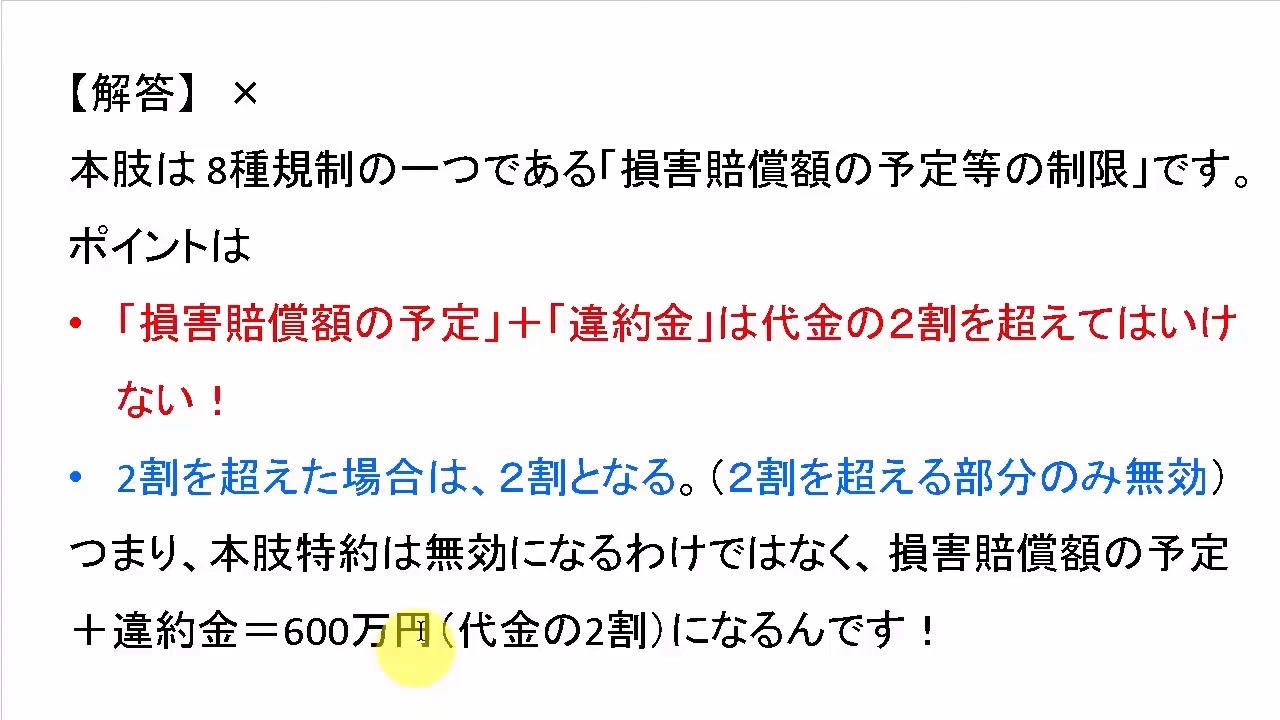 【解答】 ×
本肢は 8種規制の一つである「損害賠償額の予定等の制限」です。
ポイントは
• 「損害賠償額の予定」＋「違約金」は代金の２割を超えてはいけ
ない！
• 2割を超えた場合は、２割となる。（２割を超える部分のみ無効）
つまり、本肢特約は無効になるわけではなく、損害賠償額の予定
＋違約金＝600万円（代金の2割）になるんです！